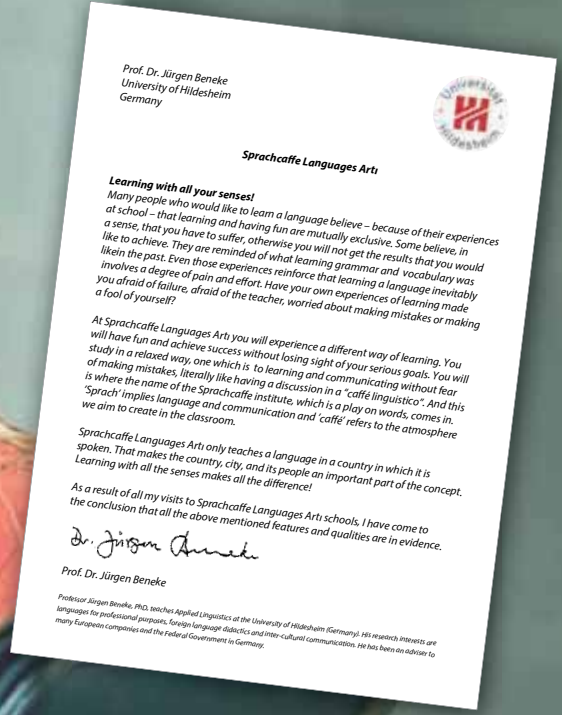 Prof. Dr. Jürgen Beneke
University of Hildesheim
Germany
Universität
Hildesheim
Sprachcaffe Languages Artı
Learning with all your senses!
Many people who would like to learn a language believe – because of their experiences
at school – that learning and having fun are mutually exclusive. Some believe, in
a sense, that you have to suffer, otherwise you will not get the results that you would
like to achieve. They are reminded of what learning grammar and vocabulary was
likein the past. Even those experiences reinforce that learning a language inevitably
involves a degree of pain and effort. Have your own experiences of learning made
you afraid of failure, afraid of the teacher, worried about making mistakes or making
a fool of yourself?
At Sprachcaffe Languages Artı you will experience a different way of learning. You
will have fun and achieve success without losing sight of your serious goals. You will
study in a relaxed way, one which is to learning and communicating without fear
of making mistakes, literally like having a discussion in a "caffé linguistico". And this
is where the name of the Sprachcaffe institute, which is a play on words, comes in.
'Sprach' implies language and communication and 'caffé' refers to the atmosphere
we aim to create in the classroom.
Sprachcaffe Languages Artı only teaches a language in a country in which it is
spoken. That makes the country, city, and its people an important part of the concept.
Learning with all the senses makes all the difference!
As a result of all my visits to Sprachcaffe Languages Artı schools, I have come to
the conclusion that all the above mentioned features and qualities are in evidence.
Dr. Jürgen Beneke
Prof. Dr. Jürgen Beneke
Professor Jürgen Beneke, PhD, teaches Applied Linguistics at the University of Hildesheim (Germany). His research interests are
languages for professional purposes, foreign language didactics and inter-cultural communication. He has been an adviser to
many European companies and the Federal Government in Germany.